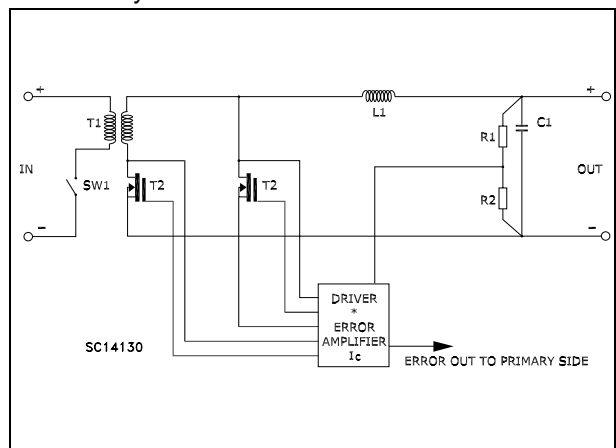 +
+
T1
L1
C1
R1
IN
SW1
T2
T2
OUT
R2
−
−
DRIVER
*
ERROR
AMPLIFIER
Ic
SC14130
ERROR OUT TO PRIMARY SIDE